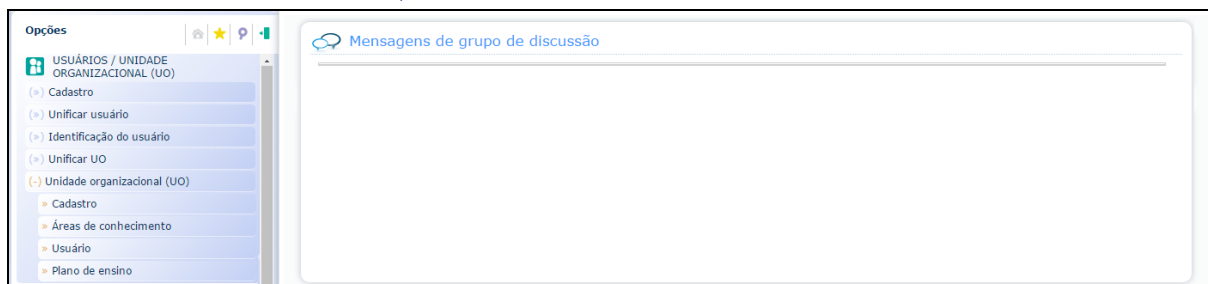 Opções
USUÁRIOS / UNIDADE
ORGANIZACIONAL (UO)
(») Cadastro
(») Unificar usuário
(») Identificação do usuário
(») Unificar UO
(-) Unidade organizacional (UO)
» Cadastro
» Áreas de conhecimento
» Usuário
» Plano de ensino
Mensagens de grupo de discussão